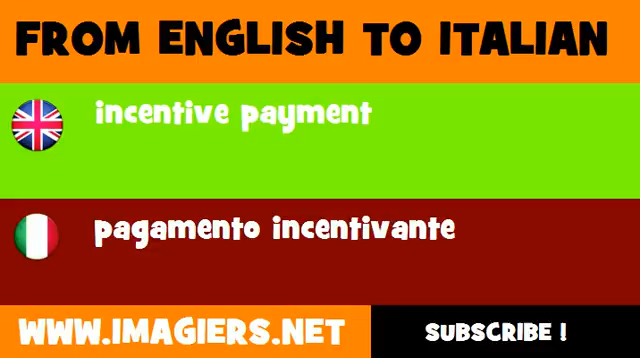 FROM ENGLISH TO ITALIAN
incentive payment
pagamento incentivante
WWW.IMAGIERS.NET
SUBSCRIBE !